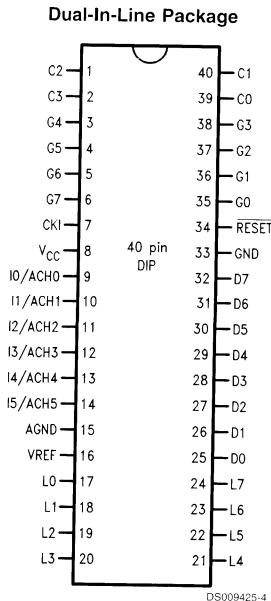 Dual-In-Line Package
C2 1 40 C1
C3 2 39 C0
G4 3 38 G3
G5 4 37 G2
G6 5 36 G1
G7 6 35 G0
CKI 7 34 RESET
VCC 8 40 pin 33 GND
I0/ACH0 9 DIP 32 D7
I1/ACH1 10 31 D6
I2/ACH2 11 30 D5
I3/ACH3 12 29 D4
I4/ACH4 13 28 D3
I5/ACH5 14 27 D2
AGND 15 26 D1
VREF 16 25 D0
L0 17 24 L7
L1 18 23 L6
L2 19 22 L5
L3 20 21 L4
DS009425-4